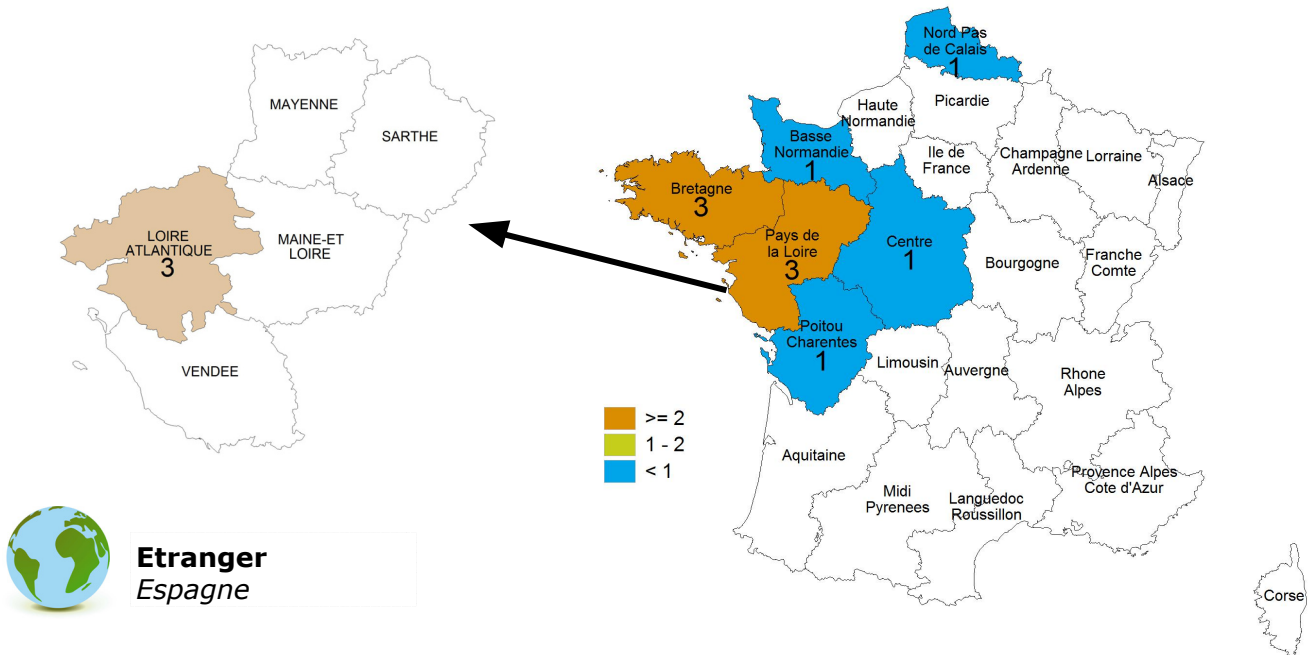 MAYENNE
SARTHE
LOIRE
ATLANTIQUE
3
MAINE-ET
LOIRE
VENDEE
Etranger
Espagne
Nord Pas
de Calais
1
Picardie
Haute
Normandie
Basse
Normandie
1
Ile de
France
Champagne
Ardenne
Lorraine
Alsace
Bretagne
3
Pays de
la Loire
3
Centre
1
Bourgogne
Franche
Comte
Poitou
Charentes
1
Limousin
Auvergne
Rhone
Alpes
>= 2
1 - 2
< 1
Aquitaine
Midi
Pyrenees
Languedoc
Roussillon
Provence Alpes
Cote d'Azur
Corse